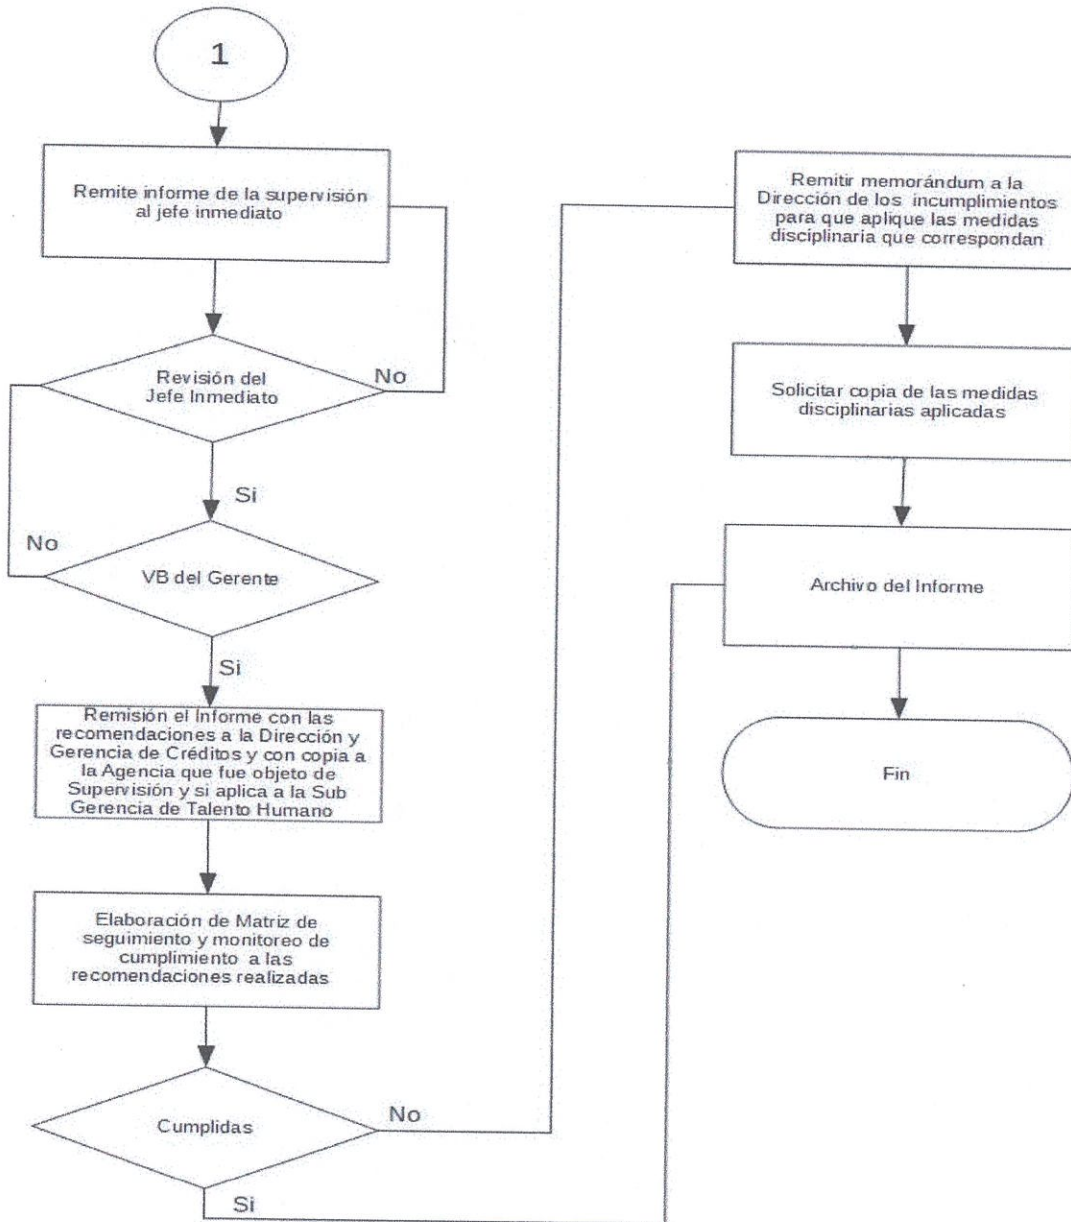 1
Remite informe de la supervisión
al jefe inmediato
Revisión del
Jefe Inmediato
No
Si
No
VB del Gerente
Si
Remisión el Informe con las
recomendaciones a la Dirección y
Gerencia de Créditos y con copia a
la Agencia que fue objeto de
Supervisión y si aplica a la Sub
Gerencia de Talento Humano
Elaboración de Matriz de
seguimiento y monitoreo de
cumplimiento a las
recomendaciones realizadas
Cumplidas
No
Si
Remitir memorándum a la
Dirección de los incumplimientos
para que aplique las medidas
disciplinaria que correspondan
Solicitar copia de las medidas
disciplinarias aplicadas
Archivo del Informe
Fin